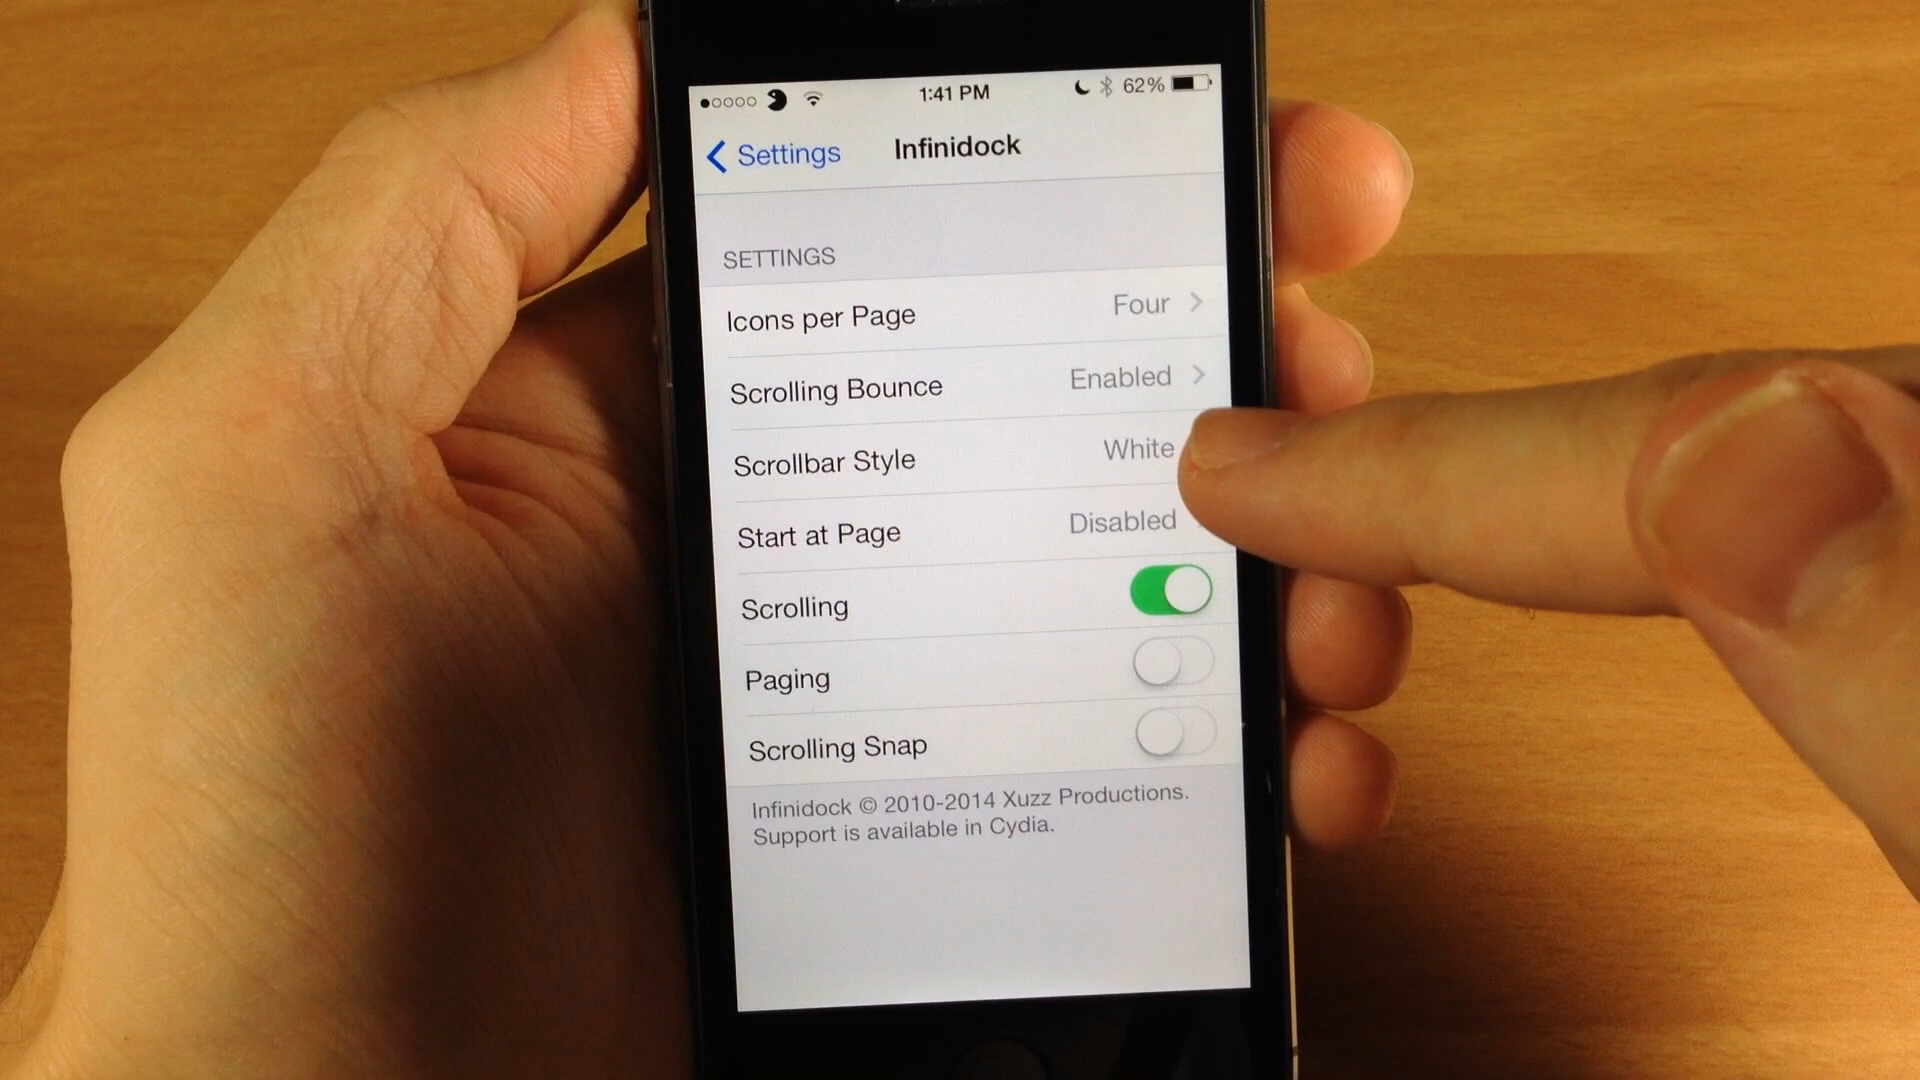 1:41 PM 62%
Settings Infinidock
SETTINGS
Icons per Page Four
Scrolling Bounce Enabled
Scrollbar Style White
Start at Page Disabled
Scrolling
Paging
Scrolling Snap
Infinidock © 2010-2014 Xuzz Productions.
Support is available in Cydia.